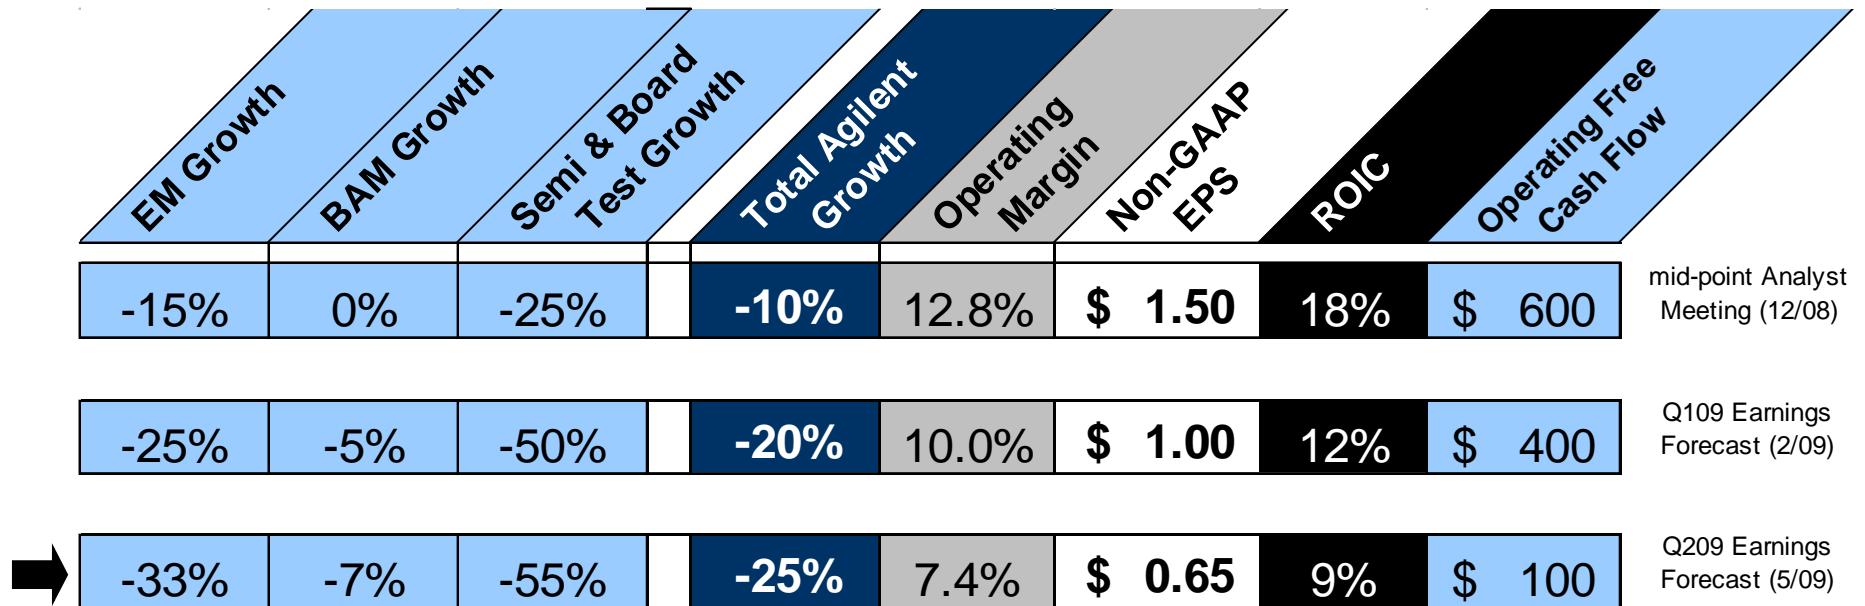 EM Growth
BAM Growth
Semi & Board
Test Growth
Total Agilent
Growth
Operating
Margin
Non-GAAP
EPS
ROIC
Operating Free
Cash Flow
-15% 0% -25% -10% 12.8% $ 1.50 18% $ 600
mid-point Analyst
Meeting (12/08)
-25% -5% -50% -20% 10.0% $ 1.00 12% $ 400
Q109 Earnings
Forecast (2/09)
-33% -7% -55% -25% 7.4% $ 0.65 9% $ 100
Q209 Earnings
Forecast (5/09)